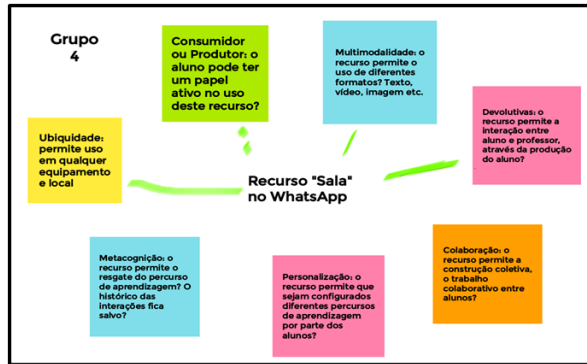 Grupo
4
Consumidor
ou Produtor: o
aluno pode ter
um papel
ativo no uso
deste recurso?
Multimodalidade: o
recurso permite o
uso de diferentes
formatos? Texto,
vídeo, imagem etc.
Devolutivas: o
recurso permite a
interação entre
aluno e professor,
através da produção
do aluno?
Ubiquidade:
permite uso
em qualquer
equipamento
e local
Recurso "Sala"
no WhatsApp
Metacognição: o
recurso permite o
resgate do percurso
de aprendizagem? O
histórico das
interações fica
salvo?
Personalização: o
recurso permite que
sejam configurados
diferentes percursos
de aprendizagem
por parte dos
alunos?
Colaboração: o
recurso permite a
construção coletiva,
o trabalho
colaborativo entre
alunos?